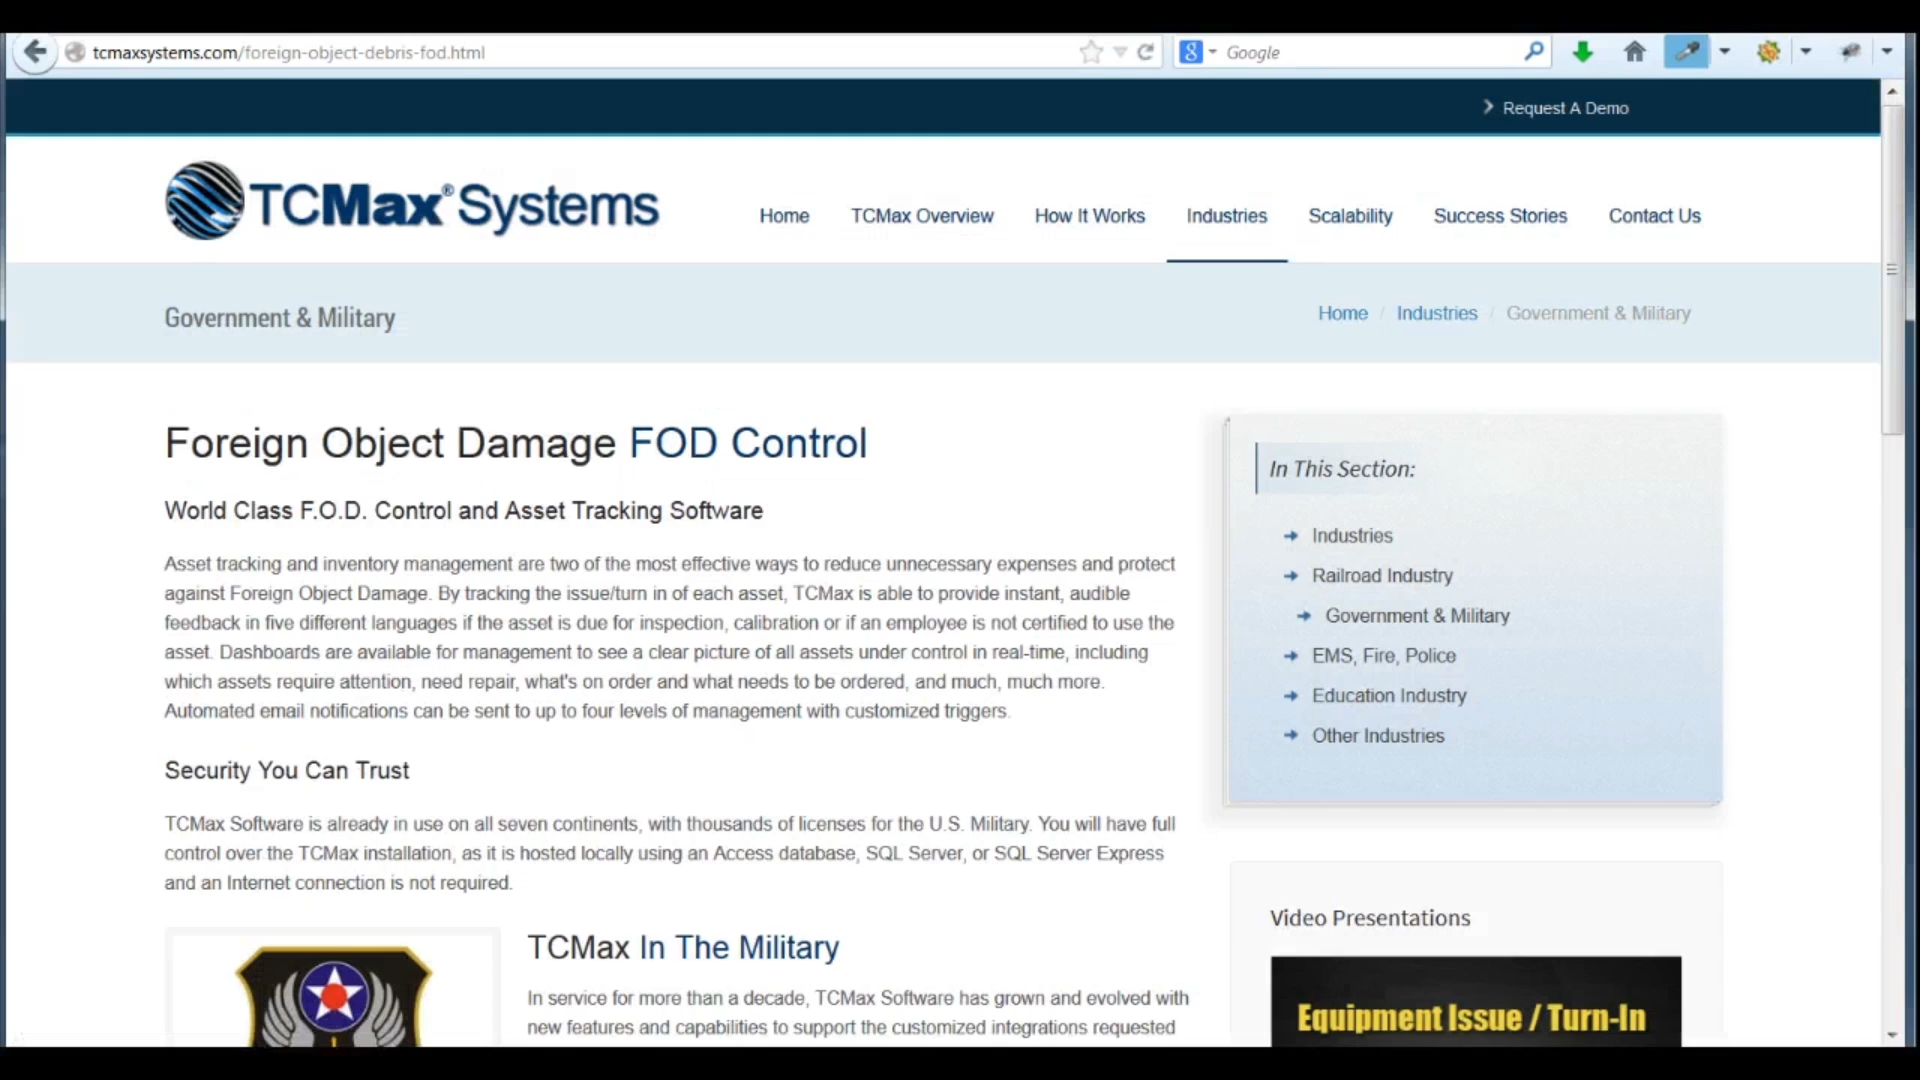 tcmaxsystems.com/foreign-object-debris-fod.html
8
Google
Request A Demo
TCMax® Systems
Home
TCMax Overview
How It Works
Industries
Scalability
Success Stories
Contact Us
Government & Military
Home / Industries / Government & Military
Foreign Object Damage FOD Control
World Class F.O.D. Control and Asset Tracking Software
Asset tracking and inventory management are two of the most effective ways to reduce unnecessary expenses and protect
against Foreign Object Damage. By tracking the issue/turn in of each asset, TCMax is able to provide instant, audible
feedback in five different languages if the asset is due for inspection, calibration or if an employee is not certified to use the
asset. Dashboards are available for management to see a clear picture of all assets under control in real-time, including
which assets require attention, need repair, what's on order and what needs to be ordered, and much, much more.
Automated email notifications can be sent to up to four levels of management with customized triggers.
Security You Can Trust
TCMax Software is already in use on all seven continents, with thousands of licenses for the U.S. Military. You will have full
control over the TCMax installation, as it is hosted locally using an Access database, SQL Server, or SQL Server Express
and an Internet connection is not required.
TCMax In The Military
In service for more than a decade, TCMax Software has grown and evolved with
new features and capabilities to support the customized integrations requested
In This Section:
Industries
Railroad Industry
Government & Military
EMS, Fire, Police
Education Industry
Other Industries
Video Presentations
Equipment Issue / Turn-In